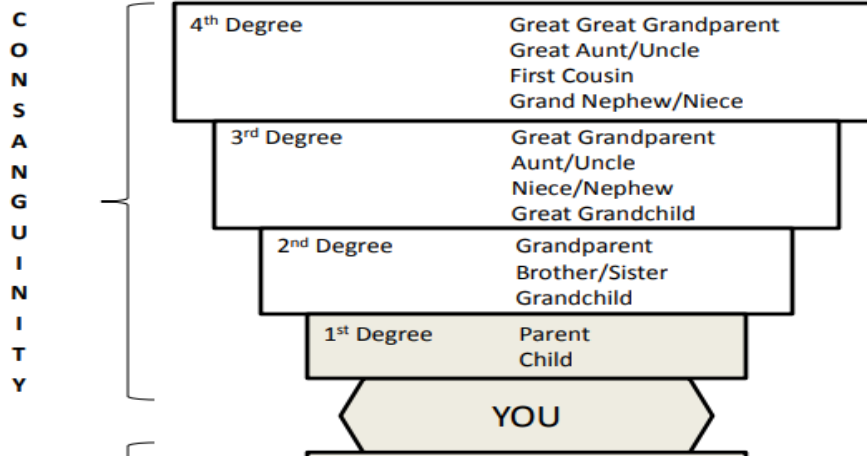 CONSANGUINITY
4th Degree Great Great Grandparent
Great Aunt/Uncle
First Cousin
Grand Nephew/Niece
3rd Degree Great Grandparent
Aunt/Uncle
Niece/Nephew
Great Grandchild
2nd Degree Grandparent
Brother/Sister
Grandchild
1st Degree Parent
Child
YOU